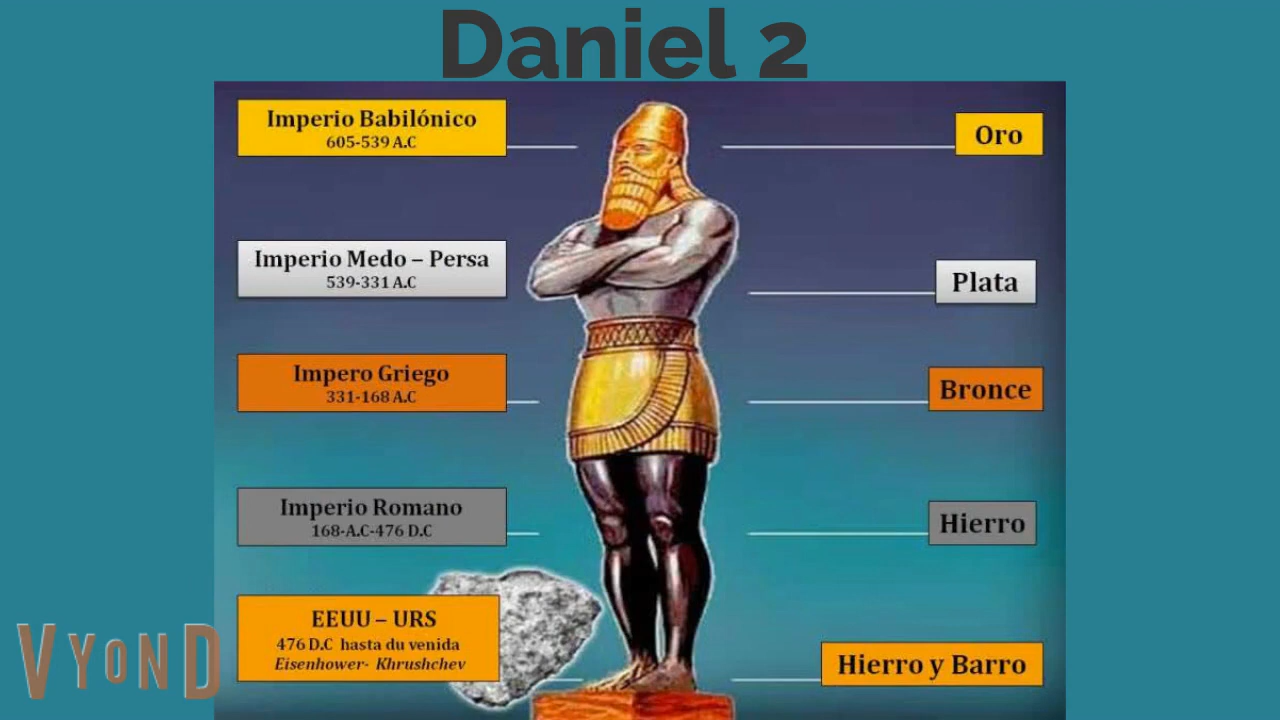 Daniel 2
Imperio Babilónico
605-539 A.C
Oro
Imperio Medo – Persa
539-331 A.C
Plata
Impero Griego
331-168 A.C
Bronce
Imperio Romano
168-A.C-476 D.C
Hierro
EEUU – URS
476 D.C hasta du venida
Eisenhower- Khrushchev
Hierro y Barro
VYOND